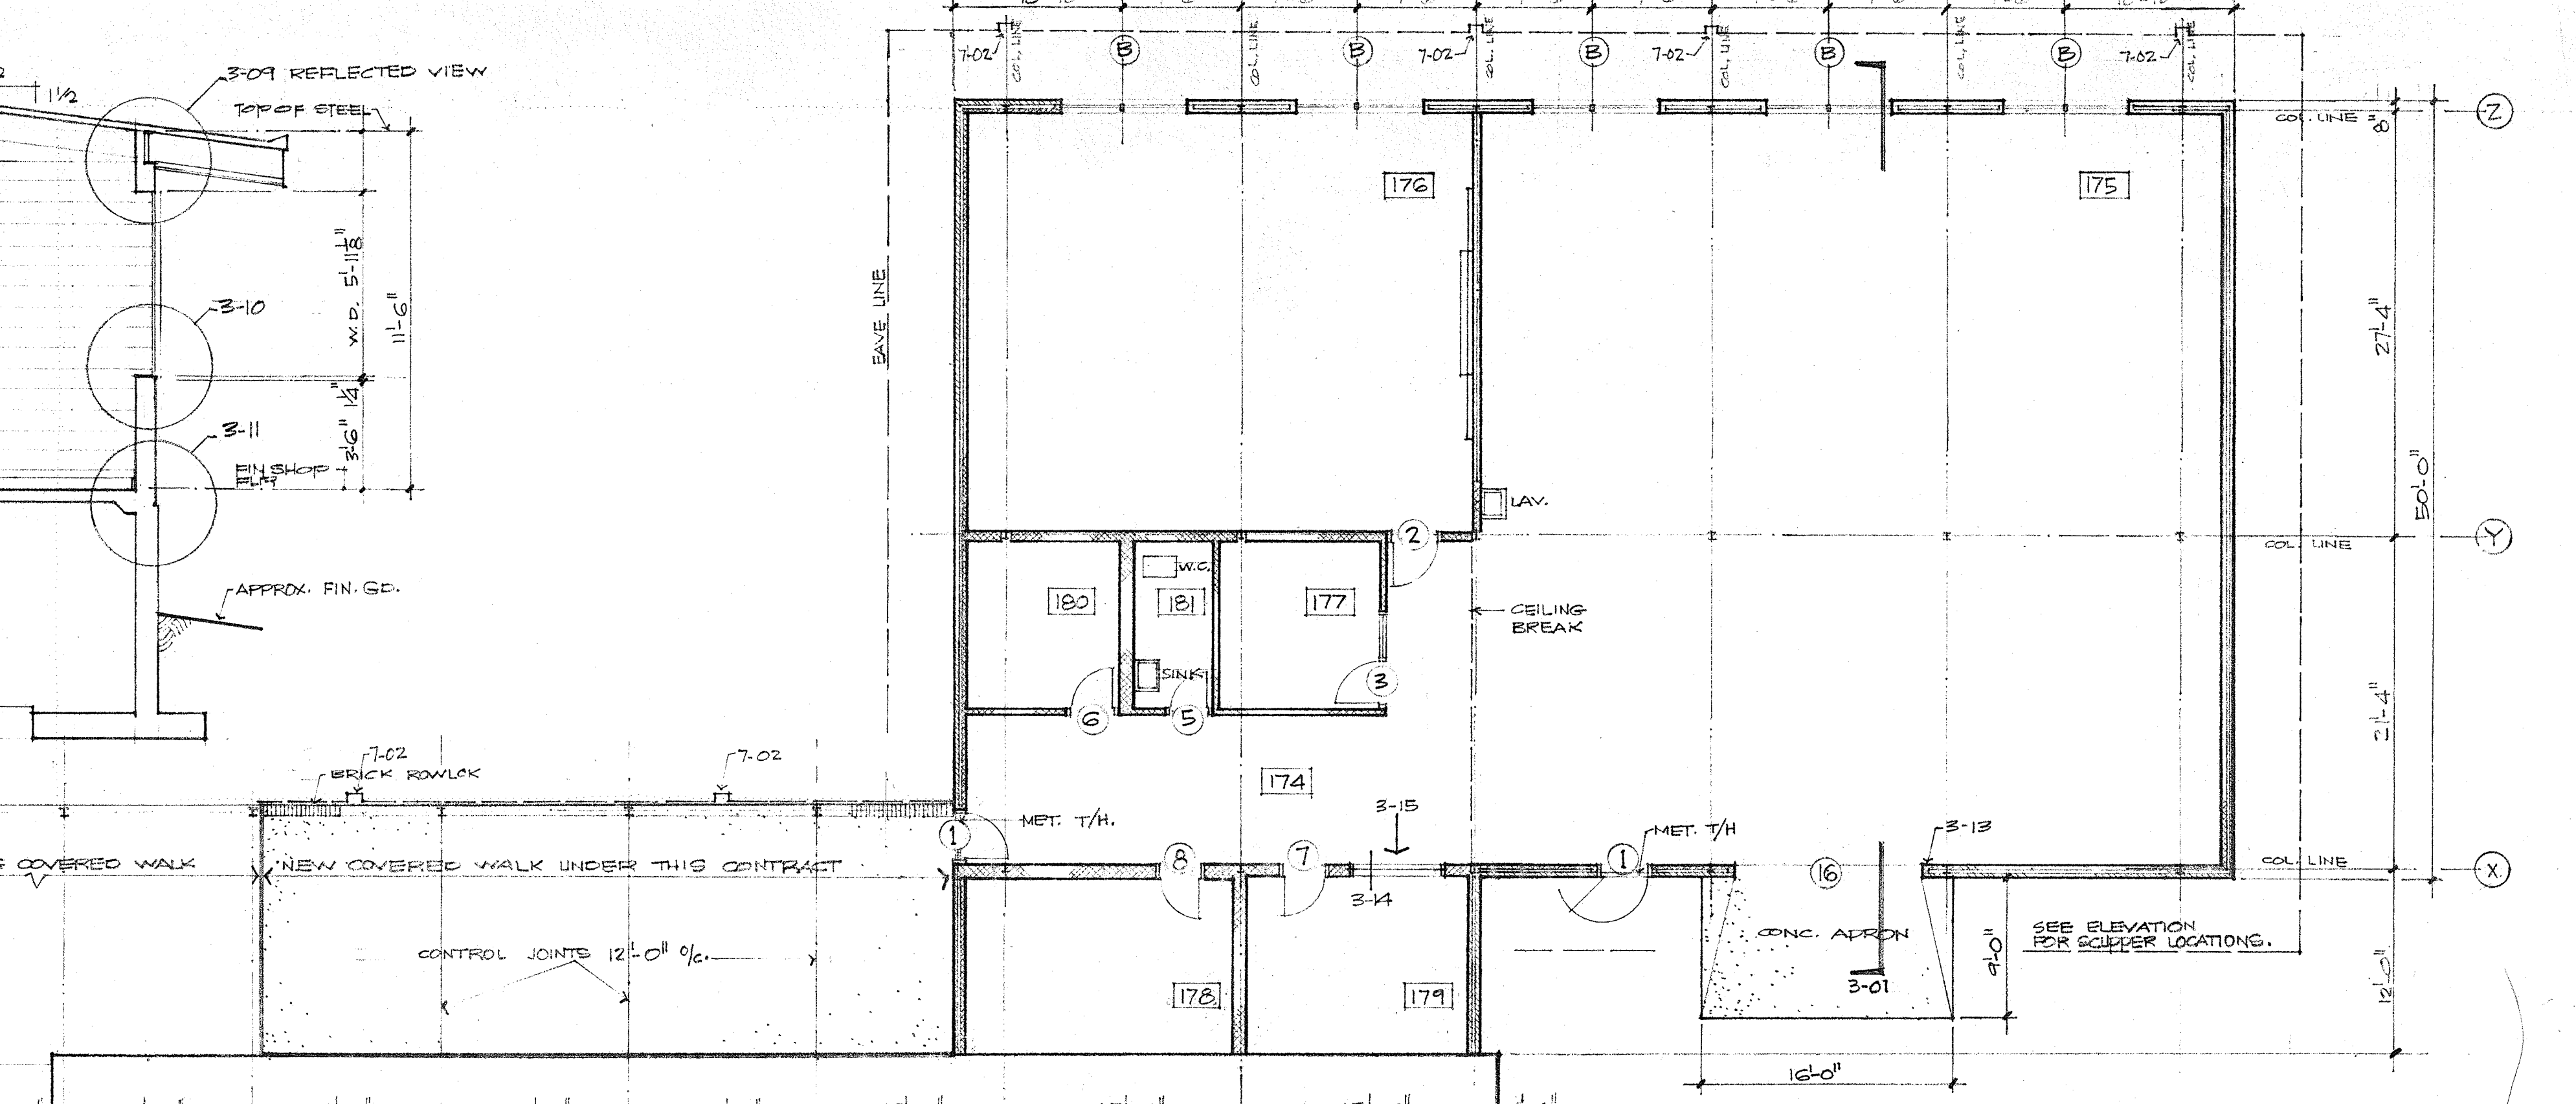 3-09 REFLECTED VIEW
1 1/2
TOP OF STEEL
W.D. 5'-11 1/8"
11'-6"
3-10
3'-6" 1/4"
3-11
FIN SHOP
APPROX. FIN. GD.
EAVE LINE
7-02
COL. LINE
B
COL. LINE
B
7-02
COL. LINE
B
7-02
COL. LINE
B
COL. LINE
B
7-02
COL. LINE
Z
COL. LINE
8"
176
175
27'-4"
50'-0"
LAV.
2
Y
COL. LINE
W.C.
180
181
177
CEILING
BREAK
SINK
3
6
5
21'-4"
7-02
BRICK ROWLCK
7-02
174
3-15
MET. T/H.
1
MET. T/H
3-13
8
7
1
16
COL. LINE
X
COVERED WALK
NEW COVERED WALK UNDER THIS CONTRACT
3-14
CONTROL JOINTS 12'-0" O/C.
CONC. APRON
9'-0"
SEE ELEVATION
FOR SCUPPER LOCATIONS.
3-01
178
179
12'-0"
16'-0"